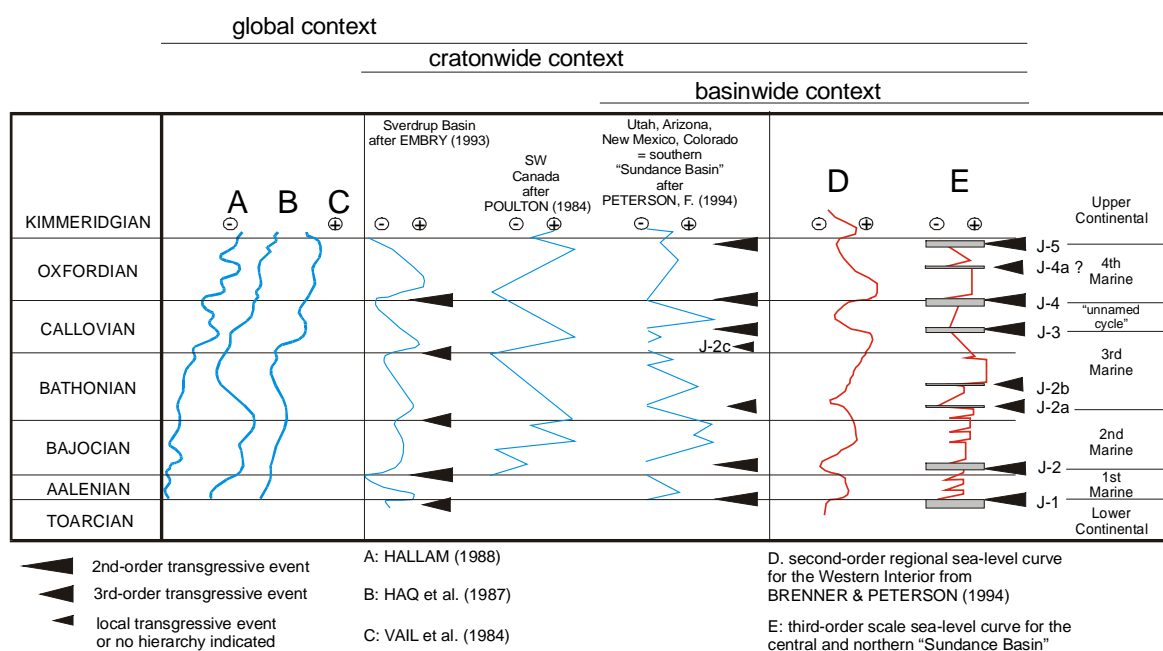 global context
cratonwide context
basinwide context
Sverdrup Basin
after EMBRY (1993)
SW
Canada
after
POULTON (1984)
Utah, Arizona,
New Mexico, Colorado
= southern
“Sundance Basin”
after
PETERSON, F. (1994)
A B C
D E
Upper
Continental
- + - + - + - + - + - +
KIMMERIDGIAN
OXFORDIAN
CALLOVIAN
BATHONIAN
BAJOCIAN
AALENIAN
TOARCIAN
J-2c
J-5
J-4a ?
J-4
J-3
J-2b
J-2a
J-2
J-1
4th
Marine
“unnamed
cycle”
3rd
Marine
2nd
Marine
1st
Marine
Lower
Continental
2nd-order transgressive event
3rd-order transgressive event
local transgressive event
or no hierarchy indicated
A: HALLAM (1988)
B: HAQ et al. (1987)
C: VAIL et al. (1984)
D. second-order regional sea-level curve
for the Western Interior from
BRENNER & PETERSON (1994)
E: third-order scale sea-level curve for the
central and northern “Sundance Basin”